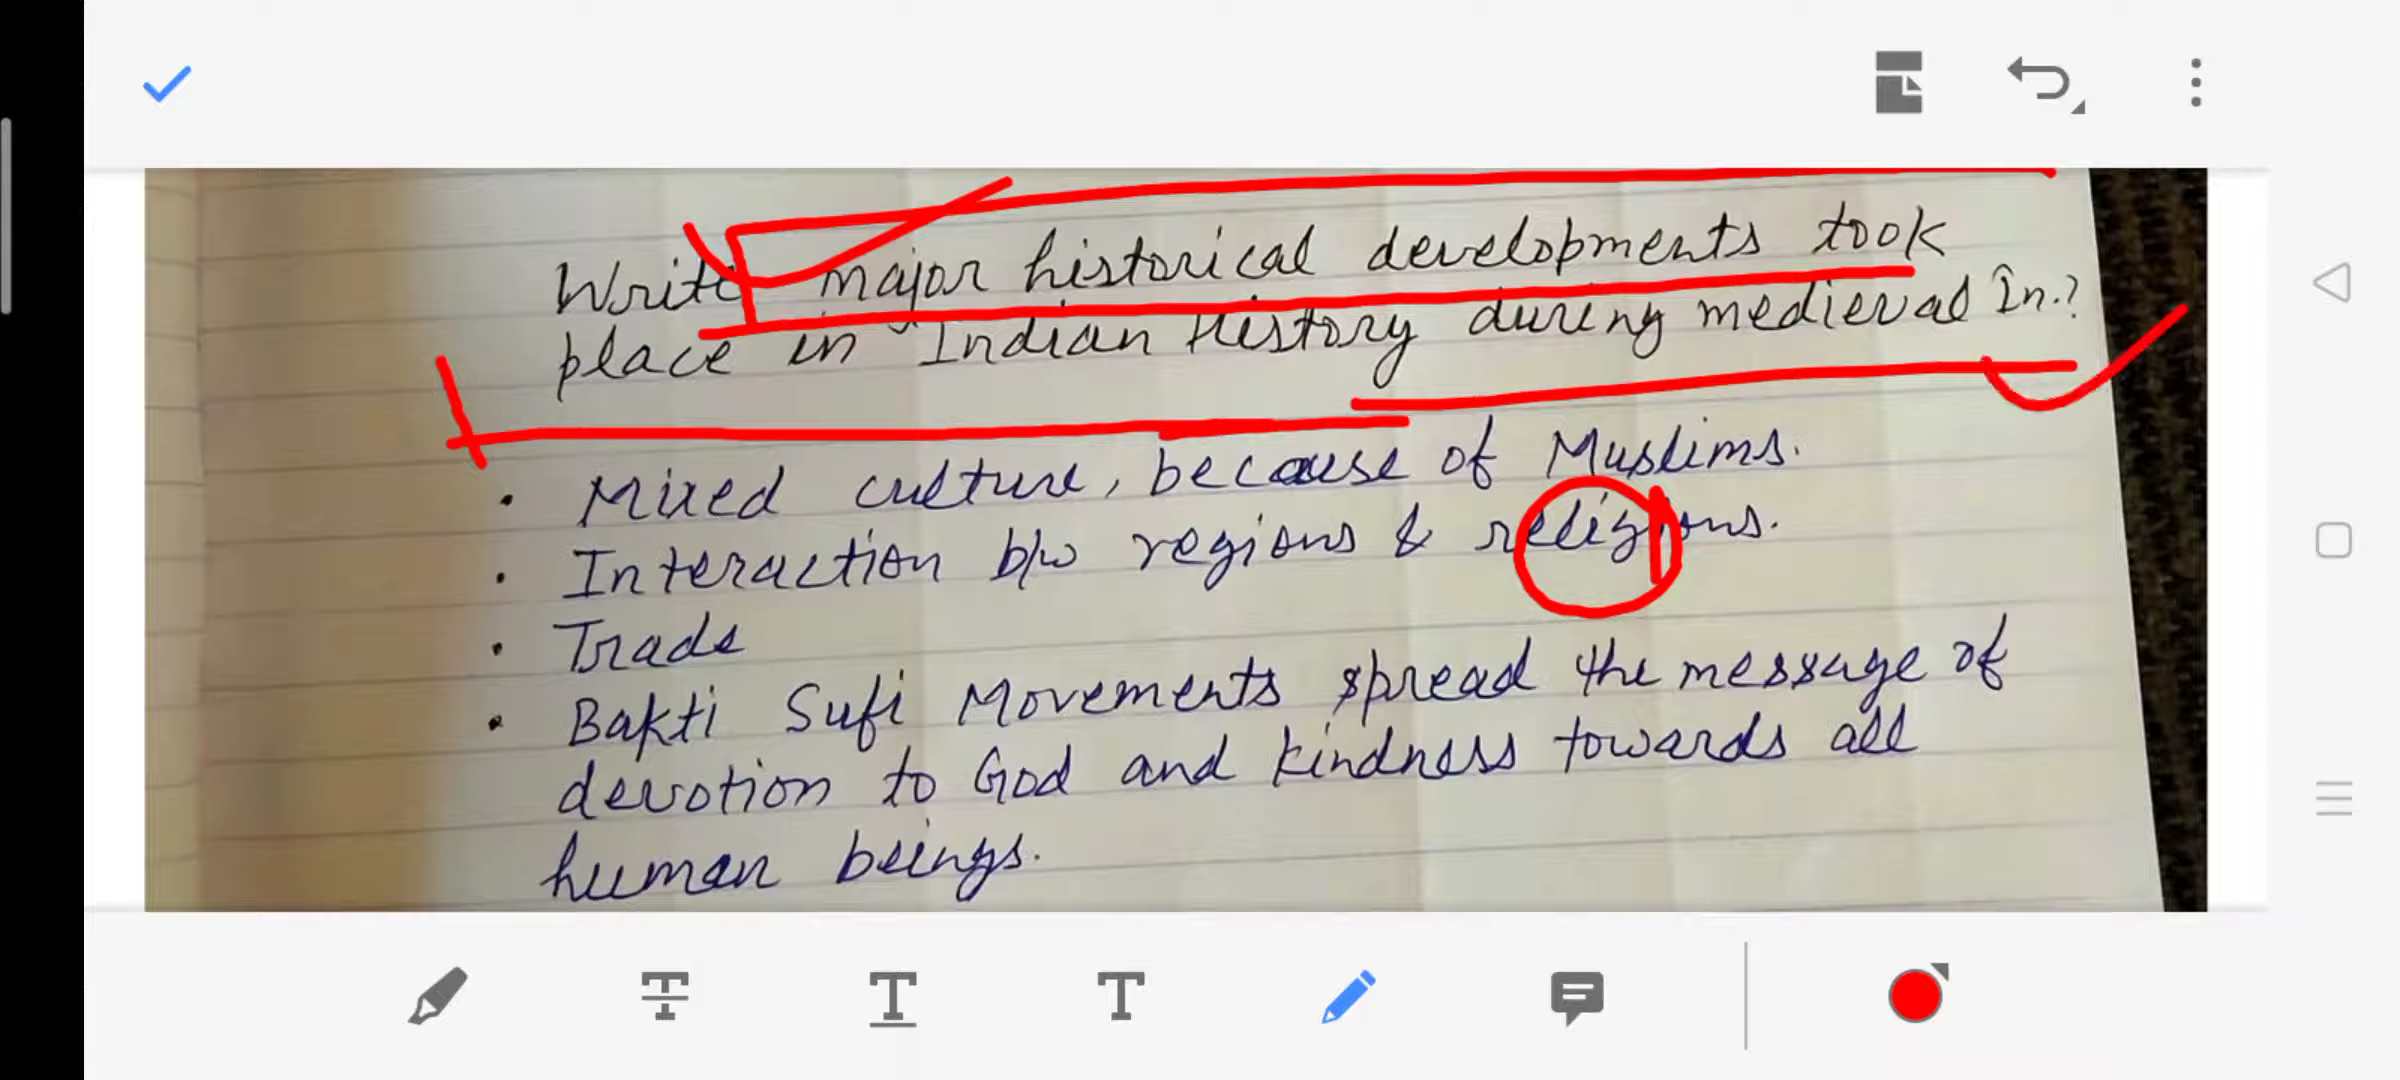 Write major historical developments took
place in Indian History during medieval In.?
• Mixed culture, because of Muslims.
• Interaction b/w regions & religions.
• Trade
• Bakti Sufi Movements spread the message of
devotion to God and kindness towards all
human beings.